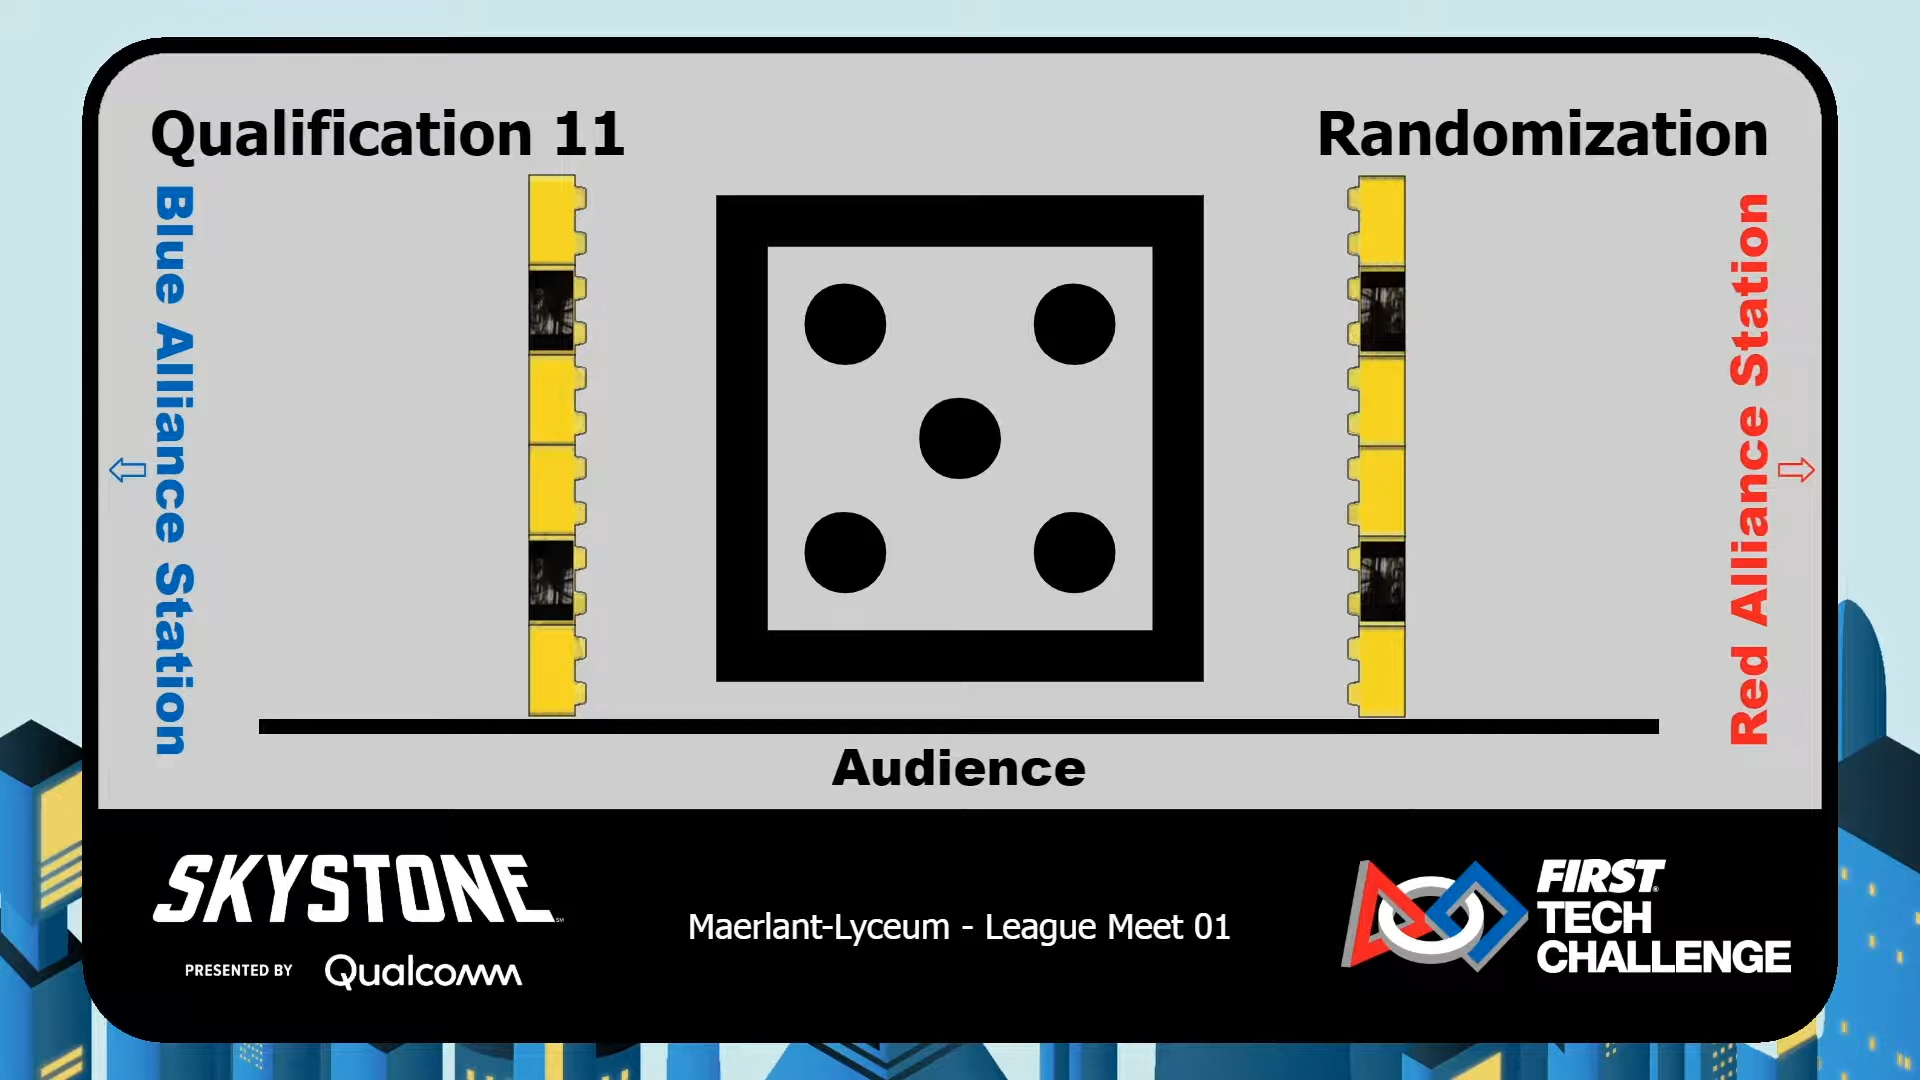 Qualification 11
Randomization
Blue Alliance Station
Red Alliance Station
Audience
SKYSTONE
SM
PRESENTED BY Qualcomm
Maerlant-Lyceum - League Meet 01
FIRST®
TECH
CHALLENGE